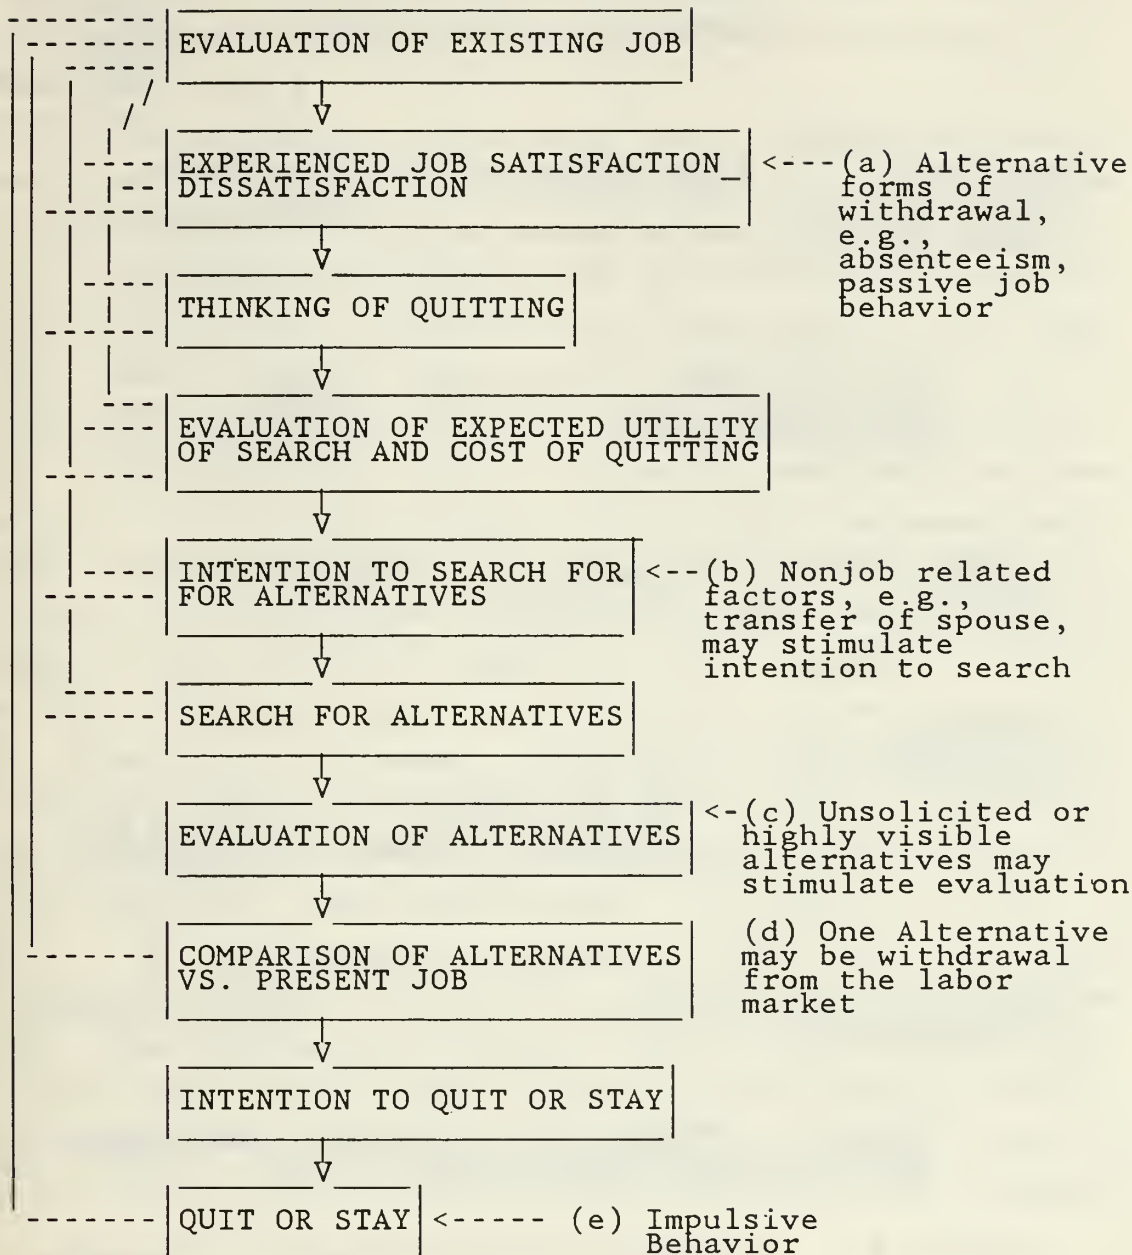 EVALUATION OF EXISTING JOB
EXPERIENCED JOB SATISFACTION_
DISSATISFACTION
<---(a) Alternative
forms of
withdrawal,
e.g.,
absenteeism,
passive job
behavior
THINKING OF QUITTING
EVALUATION OF EXPECTED UTILITY
OF SEARCH AND COST OF QUITTING
INTENTION TO SEARCH FOR
FOR ALTERNATIVES
<--(b) Nonjob related
factors, e.g.,
transfer of spouse,
may stimulate
intention to search
SEARCH FOR ALTERNATIVES
EVALUATION OF ALTERNATIVES
<-(c) Unsolicited or
highly visible
alternatives may
stimulate evaluation
COMPARISON OF ALTERNATIVES
VS. PRESENT JOB
(d) One Alternative
may be withdrawal
from the labor
market
INTENTION TO QUIT OR STAY
QUIT OR STAY
<----- (e) Impulsive
Behavior